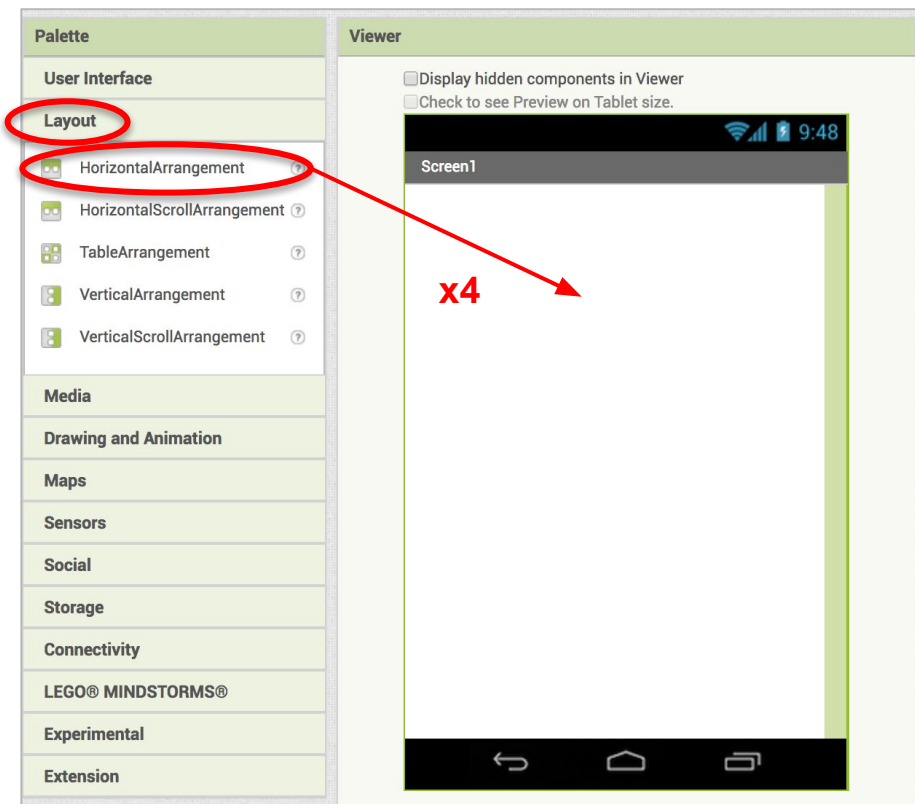 Palette
User Interface
Layout
HorizontalArrangement ?
HorizontalScrollArrangement ?
TableArrangement ?
VerticalArrangement ?
VerticalScrollArrangement ?
Media
Drawing and Animation
Maps
Sensors
Social
Storage
Connectivity
LEGO® MINDSTORMS®
Experimental
Extension
Viewer
Display hidden components in Viewer
Check to see Preview on Tablet size.
9:48
Screen1
x4